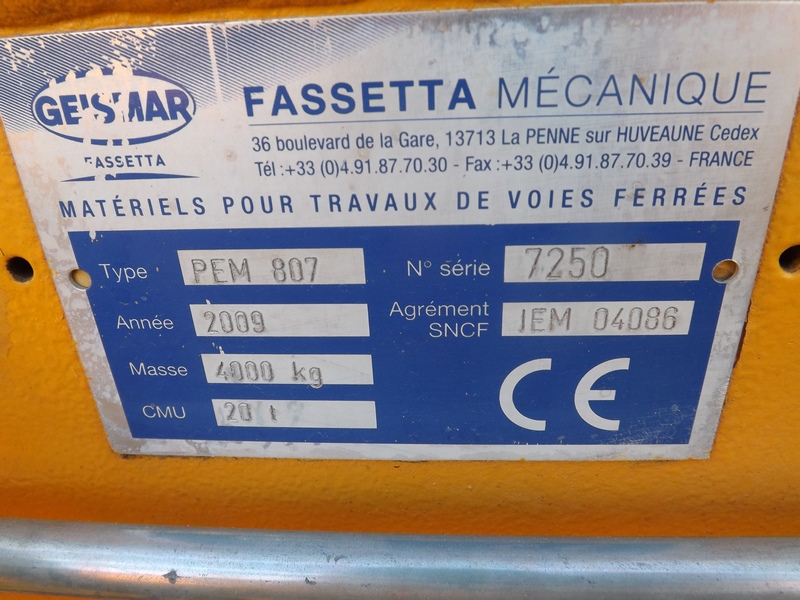 GEISMAR
FASSETTA
FASSETTA MÉCANIQUE
36 boulevard de la Gare, 13713 La PENNE sur HUVEAUNE Cedex
Tél :+33 (0)4.91.87.70.30 - Fax :+33 (0)4.91.87.70.39 - FRANCE
MATÉRIELS POUR TRAVAUX DE VOIES FERRÉES
Type PEM 807 N° série 7250
Année 2009 Agrément SNCF IEM 04086
Masse 4000 kg
CMU 20 t
CE